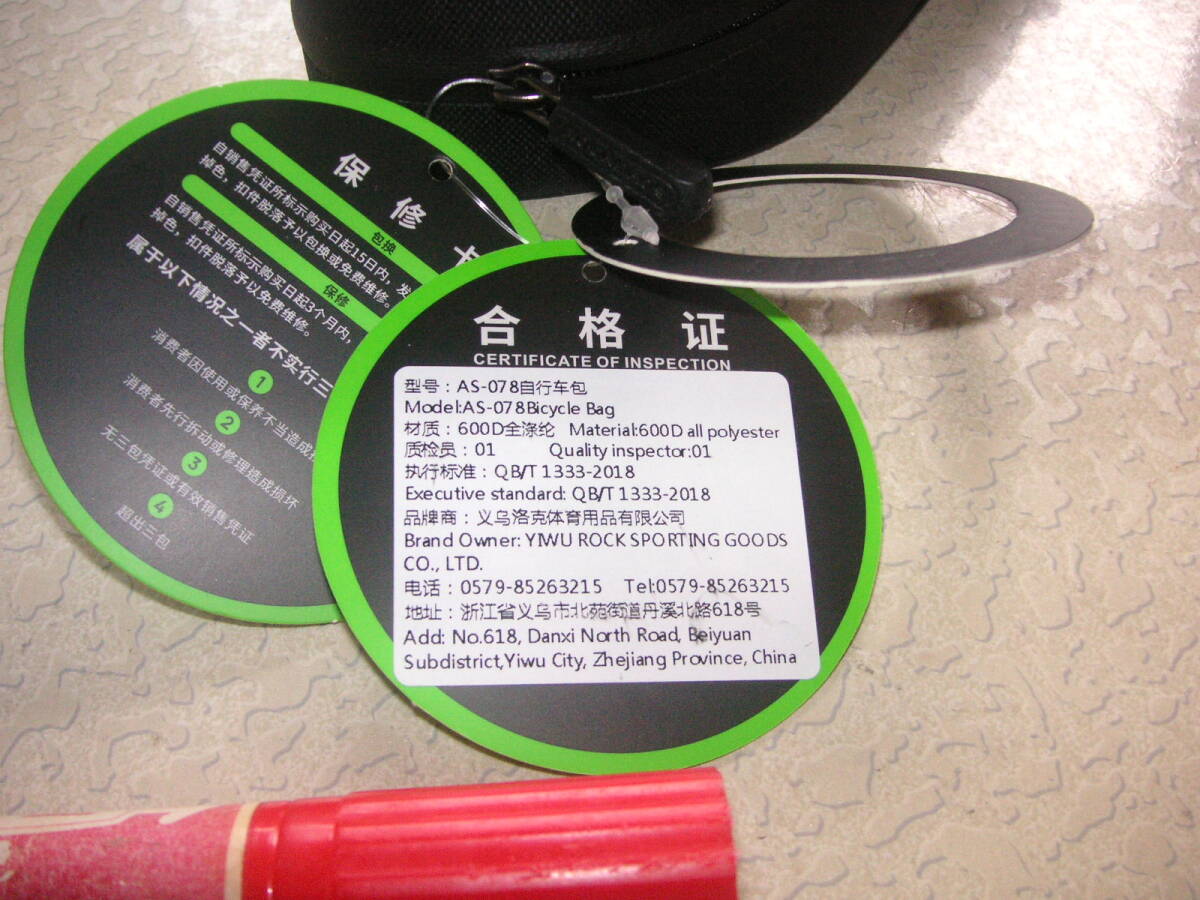 保 修 卡
包换
自销售凭证所标示购买日起15日内，发
掉色，扣件脱落予以包换或免费维修。
保修
自销售凭证所标示购买日起3个月内，
掉色，扣件脱落予以免费维修。
属于以下情况之一者不实行三
1
消费者因使用或保养不当造成
2
消费者先行拆动或修理造成损坏
3
无三包凭证或有效销售凭证
4
超出三包
合 格 证
CERTIFICATE OF INSPECTION
型号：AS-078自行车包
Model:AS-078Bicycle Bag
材质：600D全涤纶 Material:600D all polyester
质检员：01 Quality inspector:01
执行标准：QB/T 1333-2018
Executive standard: QB/T 1333-2018
品牌商：义乌洛克体育用品有限公司
Brand Owner: YIWU ROCK SPORTING GOODS
CO., LTD.
电话：0579-85263215 Tel:0579-85263215
地址：浙江省义乌市北苑街道丹溪北路618号
Add: No.618, Danxi North Road, Beiyuan
Subdistrict,Yiwu City, Zhejiang Province, China